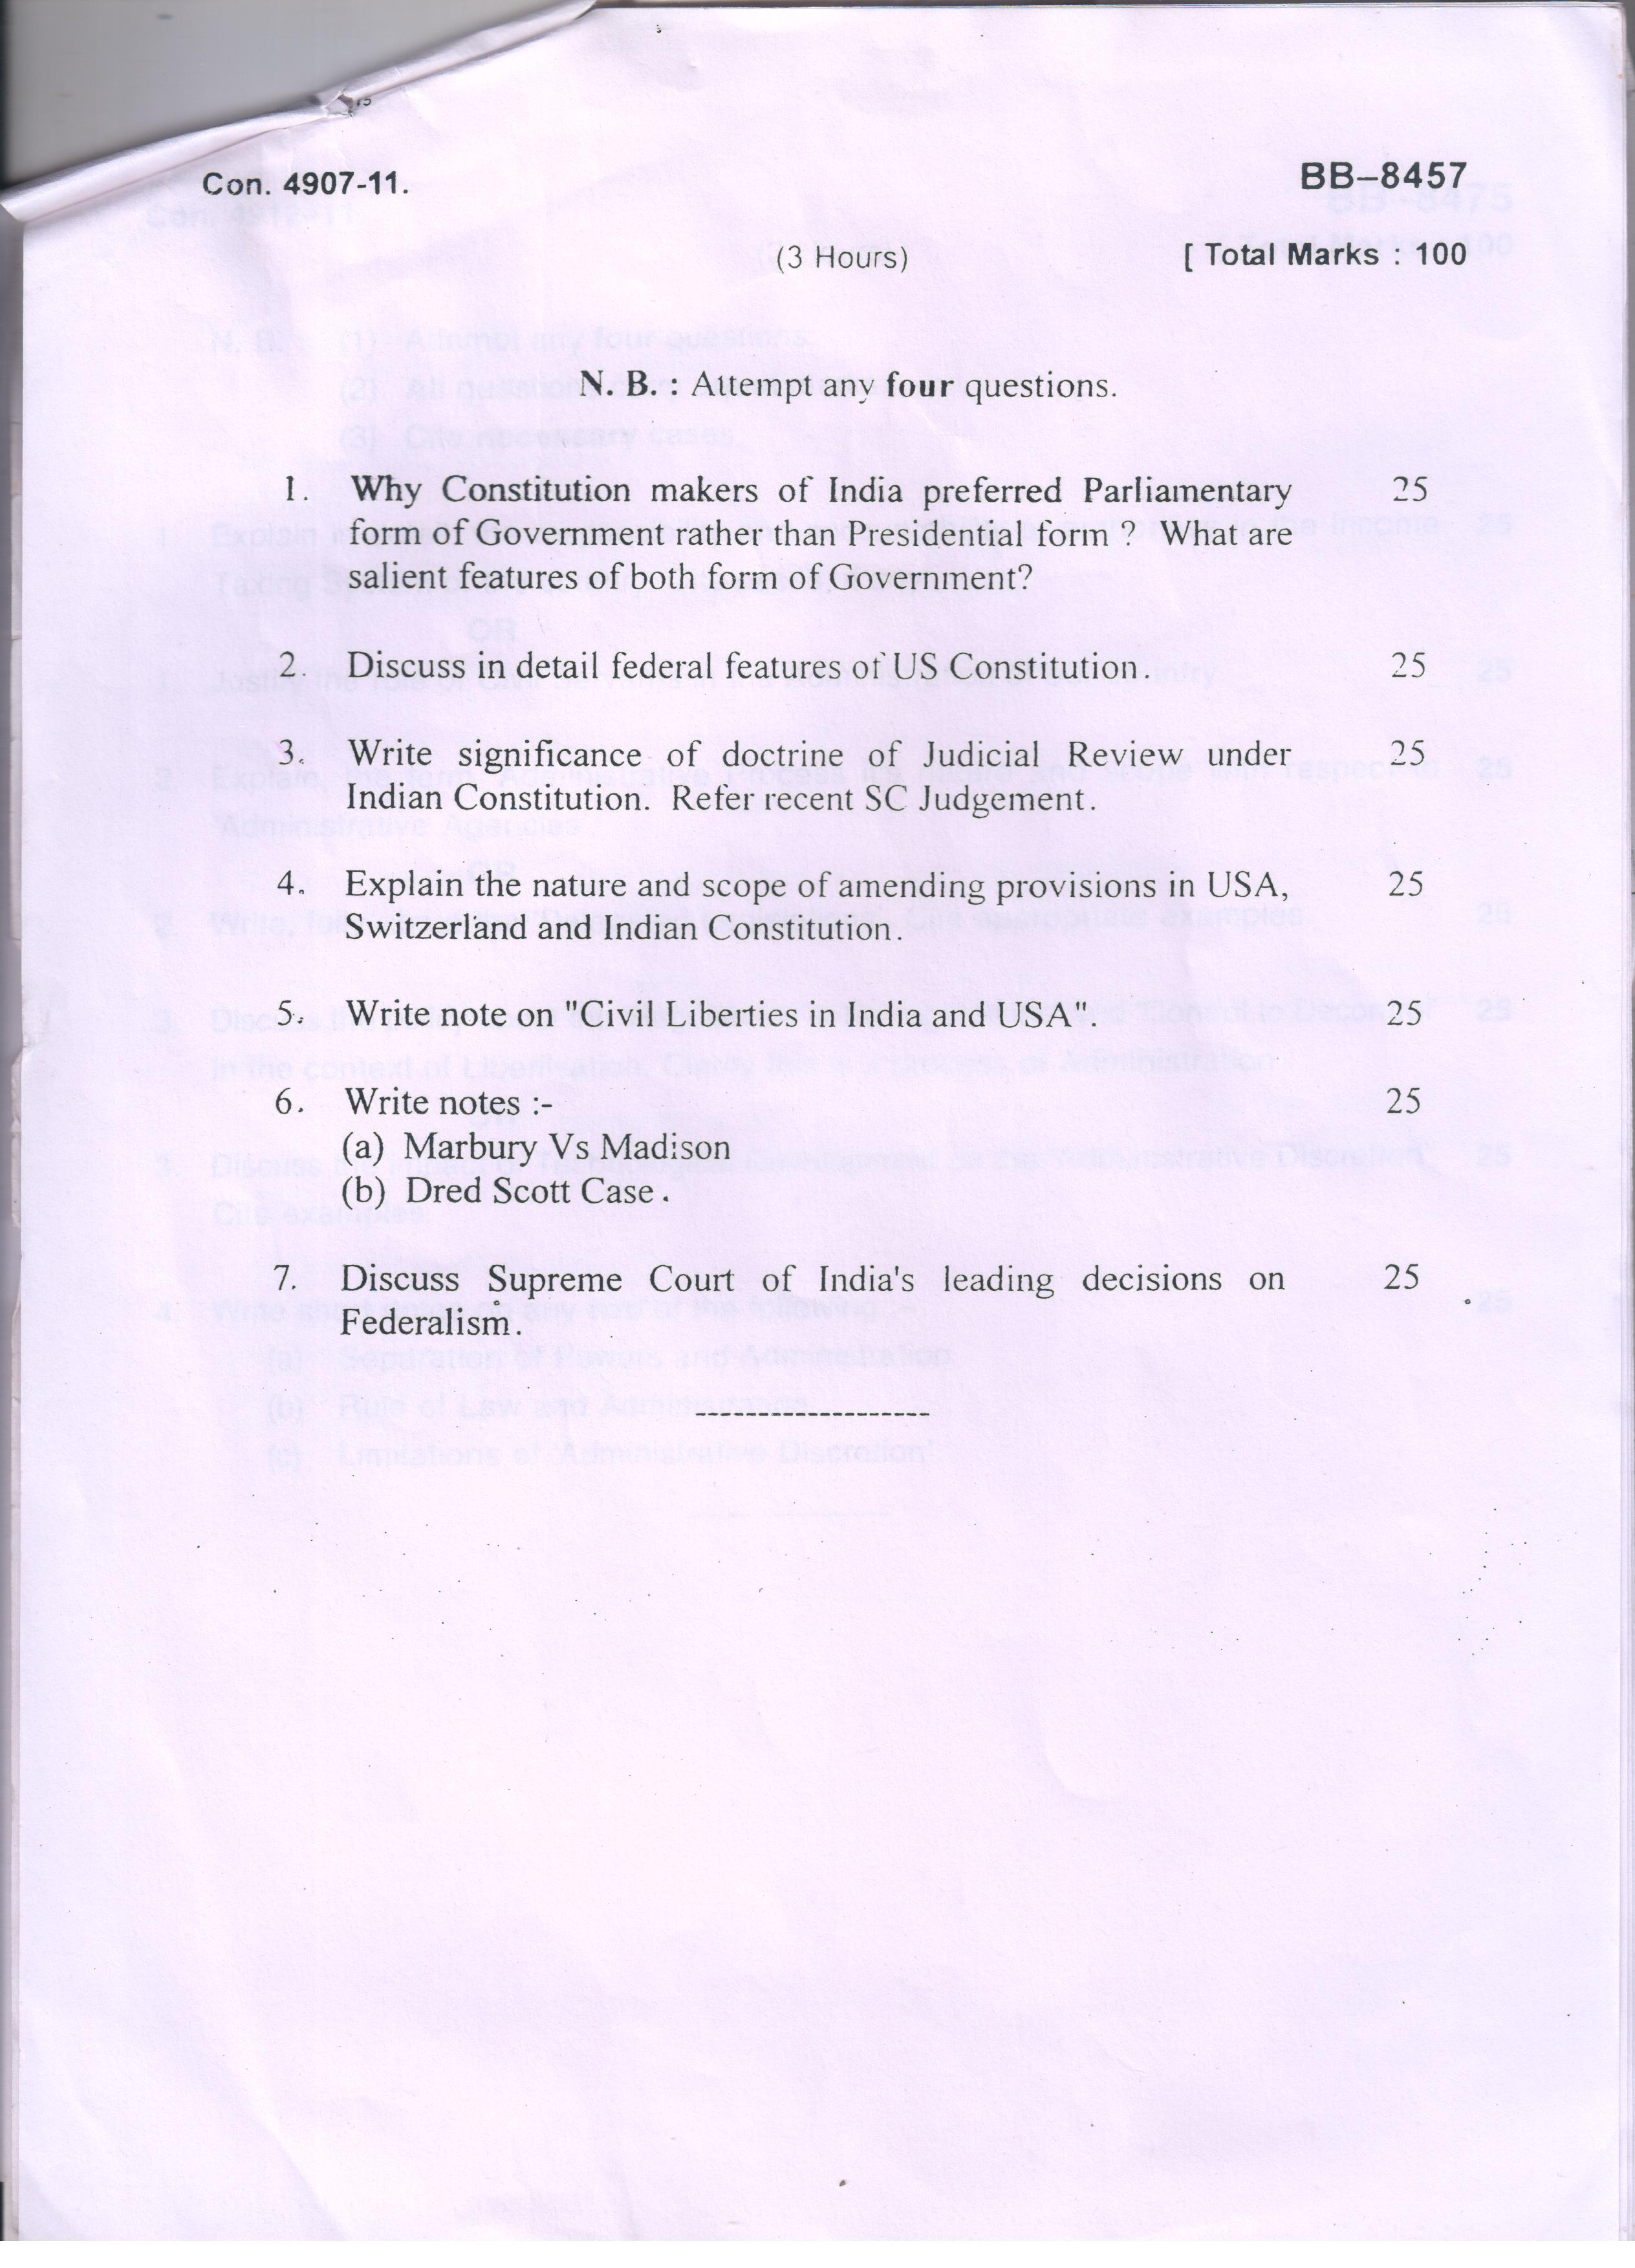 Con. 4907-11.
BB–8457
(3 Hours)
[ Total Marks : 100
N. B. : Attempt any four questions.
1. Why Constitution makers of India preferred Parliamentary 25
form of Government rather than Presidential form ? What are
salient features of both form of Government?
2. Discuss in detail federal features of US Constitution. 25
3. Write significance of doctrine of Judicial Review under 25
Indian Constitution. Refer recent SC Judgement.
4. Explain the nature and scope of amending provisions in USA, 25
Switzerland and Indian Constitution.
5. Write note on "Civil Liberties in India and USA". 25
6. Write notes :- 25
(a) Marbury Vs Madison
(b) Dred Scott Case.
7. Discuss Supreme Court of India's leading decisions on 25
Federalism.